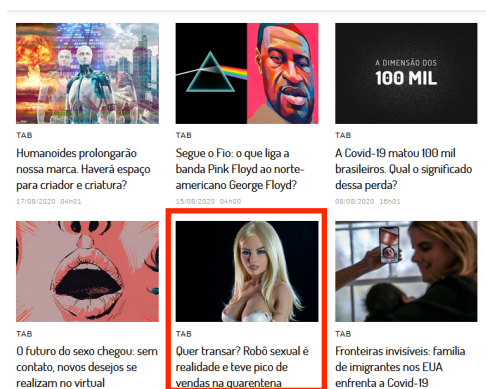 TAB
Humanoides prolongarão
nossa marca. Haverá espaço
para criador e criatura?
17/08/2020 04h01
TAB
Segue o Fio: o que liga a
banda Pink Floyd ao norte-
americano George Floyd?
15/08/2020 04h00
A DIMENSÃO DOS
100 MIL
TAB
A Covid-19 matou 100 mil
brasileiros. Qual o significado
dessa perda?
08/08/2020 16h01
TAB
O futuro do sexo chegou: sem
contato, novos desejos se
realizam no virtual
TAB
Quer transar? Robô sexual é
realidade e teve pico de
vendas na quarentena
TAB
Fronteiras invisíveis: família
de imigrantes nos EUA
enfrenta a Covid-19